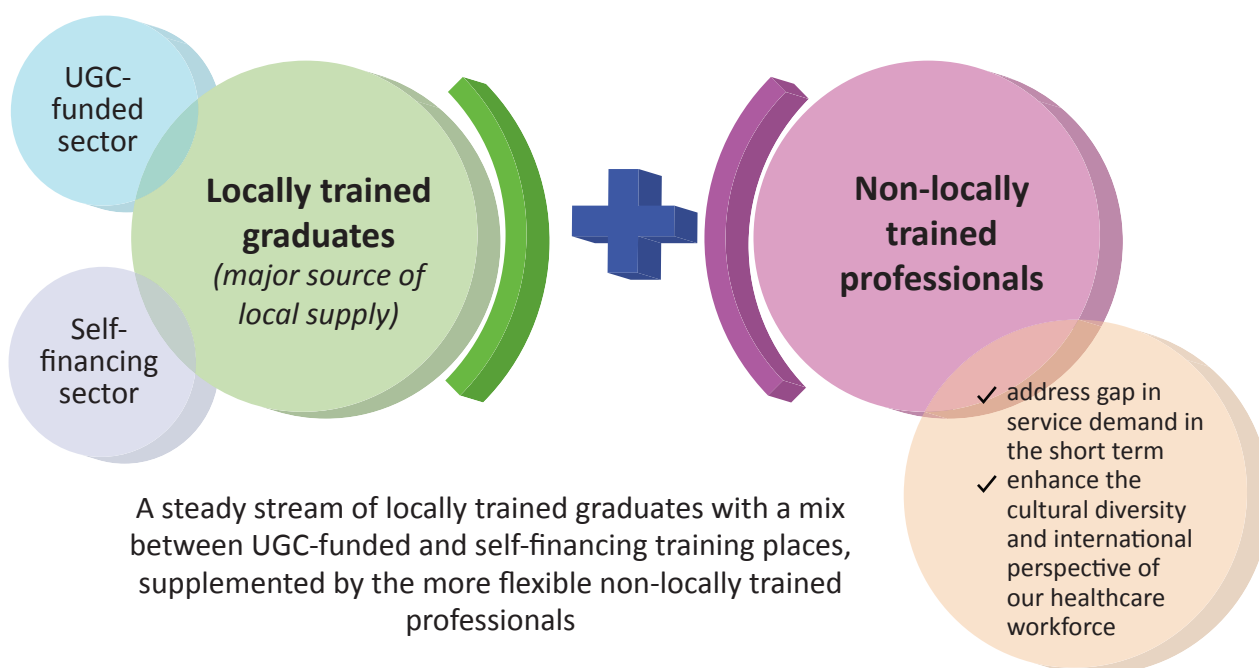 UGC-
funded
sector
Locally trained
graduates
(major source of
local supply)
Self-
financing
sector
Non-locally
trained
professionals
address gap in
service demand in
the short term
enhance the
cultural diversity
and international
perspective of
our healthcare
workforce
A steady stream of locally trained graduates with a mix
between UGC-funded and self-financing training places,
supplemented by the more flexible non-locally trained
professionals